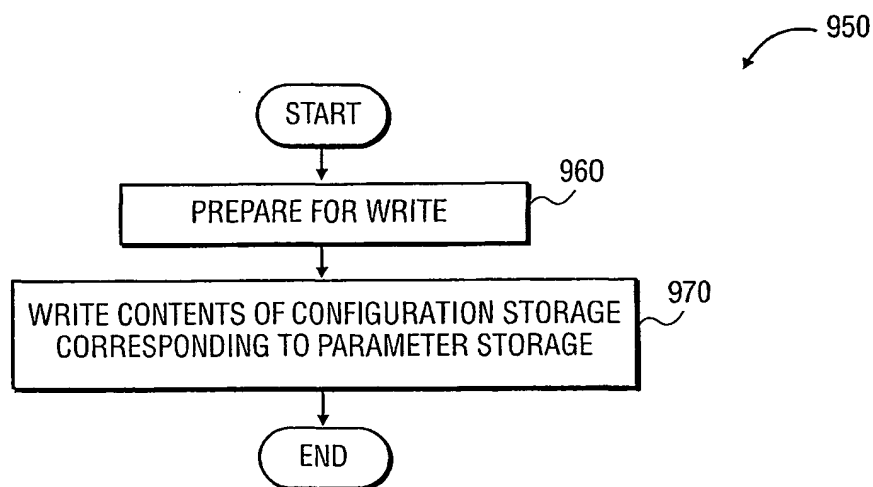 950
START
960
PREPARE FOR WRITE
970
WRITE CONTENTS OF CONFIGURATION STORAGE
CORRESPONDING TO PARAMETER STORAGE
END